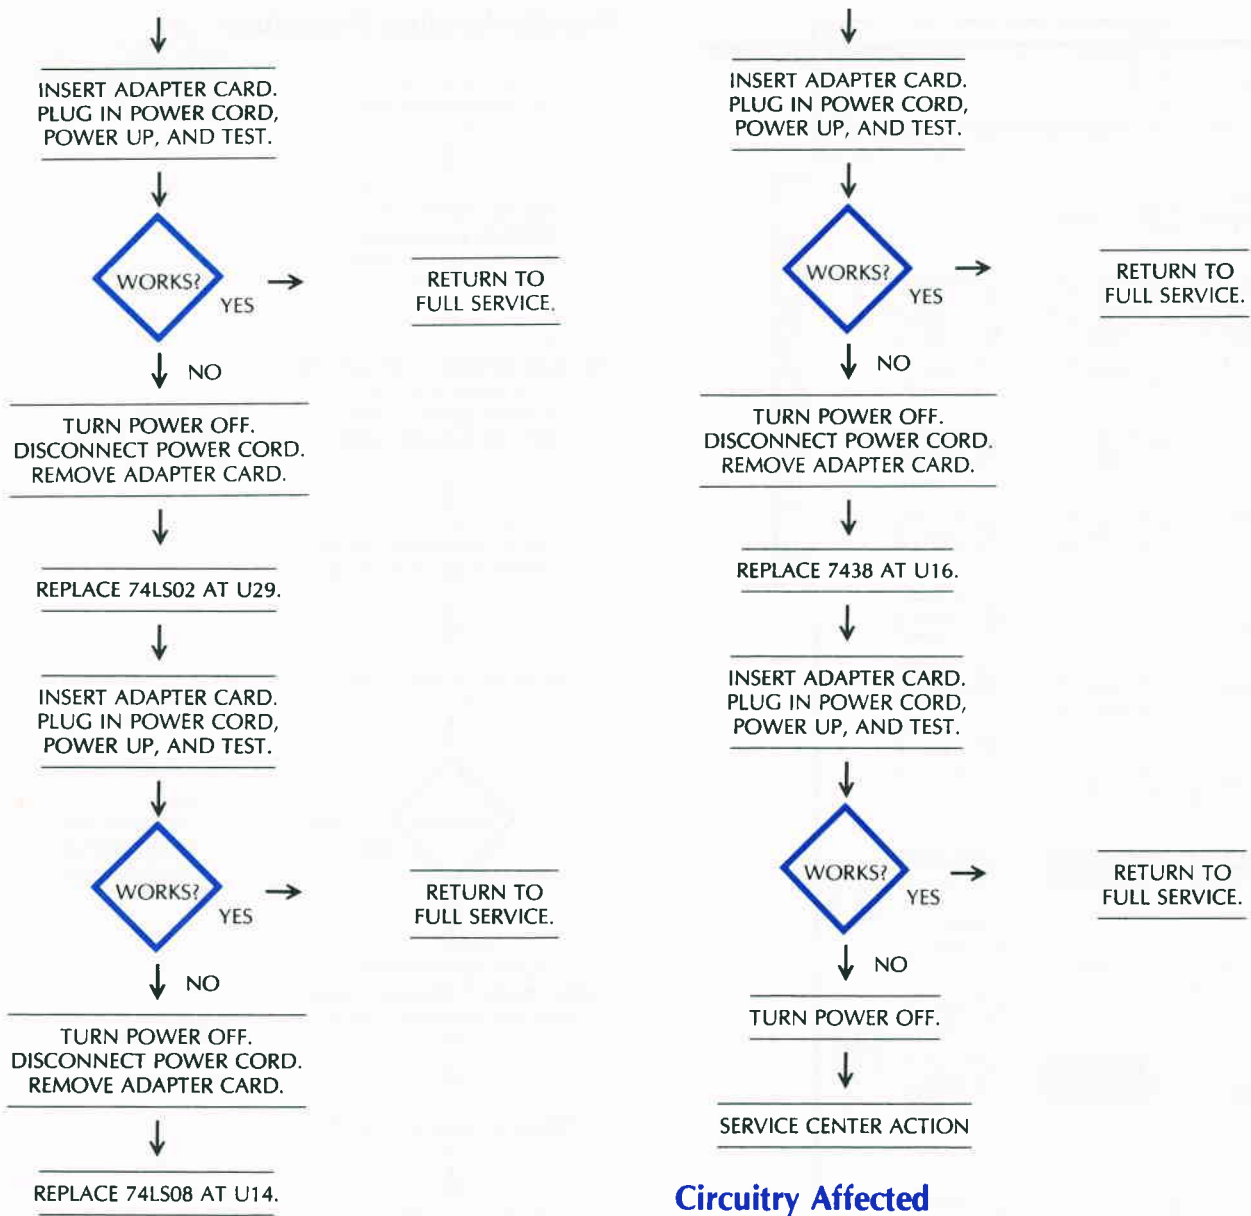 INSERT ADAPTER CARD.
PLUG IN POWER CORD,
POWER UP, AND TEST.
WORKS?
YES
RETURN TO
FULL SERVICE.
NO
TURN POWER OFF.
DISCONNECT POWER CORD.
REMOVE ADAPTER CARD.
REPLACE 74LS02 AT U29.
INSERT ADAPTER CARD.
PLUG IN POWER CORD,
POWER UP, AND TEST.
WORKS?
YES
RETURN TO
FULL SERVICE.
NO
TURN POWER OFF.
DISCONNECT POWER CORD.
REMOVE ADAPTER CARD.
REPLACE 74LS08 AT U14.
INSERT ADAPTER CARD.
PLUG IN POWER CORD,
POWER UP, AND TEST.
WORKS?
YES
RETURN TO
FULL SERVICE.
NO
TURN POWER OFF.
DISCONNECT POWER CORD.
REMOVE ADAPTER CARD.
REPLACE 7438 AT U16.
INSERT ADAPTER CARD.
PLUG IN POWER CORD,
POWER UP, AND TEST.
WORKS?
YES
RETURN TO
FULL SERVICE.
NO
TURN POWER OFF.
SERVICE CENTER ACTION
Circuitry Affected